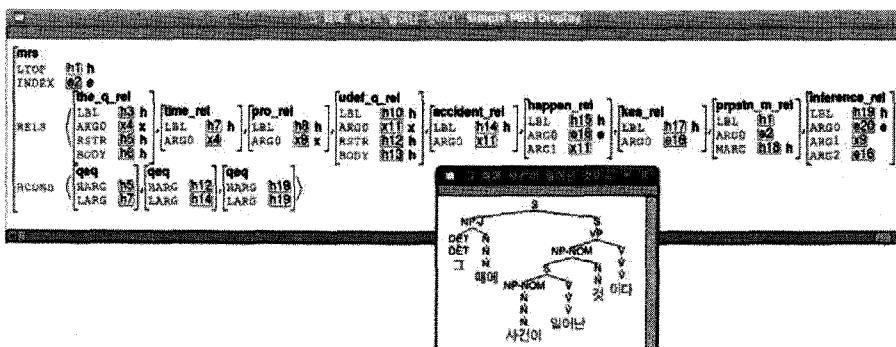 Simple MRS Display
mrs
LTOP h1 h
INDEX e2 e
RELS
the_q_rel
LBL h3 h
ARG0 x4 x
RSTR h5 h
BODY h6 h
time_rel
LBL h7 h
ARG0 x4
pro_rel
LBL h8 h
ARG0 x9 x
udef_q_rel
LBL h10 h
ARG0 x11 x
RSTR h12 h
BODY h13 h
accident_rel
LBL h14 h
ARG0 x11
happen_rel
LBL h15 h
ARG0 e16 e
ARG1 x11
kes_rel
LBL h17 h
ARG0 e16
prpstn_m_rel
LBL h1
ARG0 e2
MARG h18 h
inference_rel
LBL h19 h
ARG0 e20 e
ARG1 x9
ARG2 e16
HCONS
qeq
HARG h5
LARG h7
qeq
HARG h12
LARG h14
qeq
HARG h18
LARG h19
S
NP-J S
DET N VP
DET N NP-NOM V
그 N S N V
때에 NP-NOM V N V
N V 것 이다
N V
N 일어난
사건이